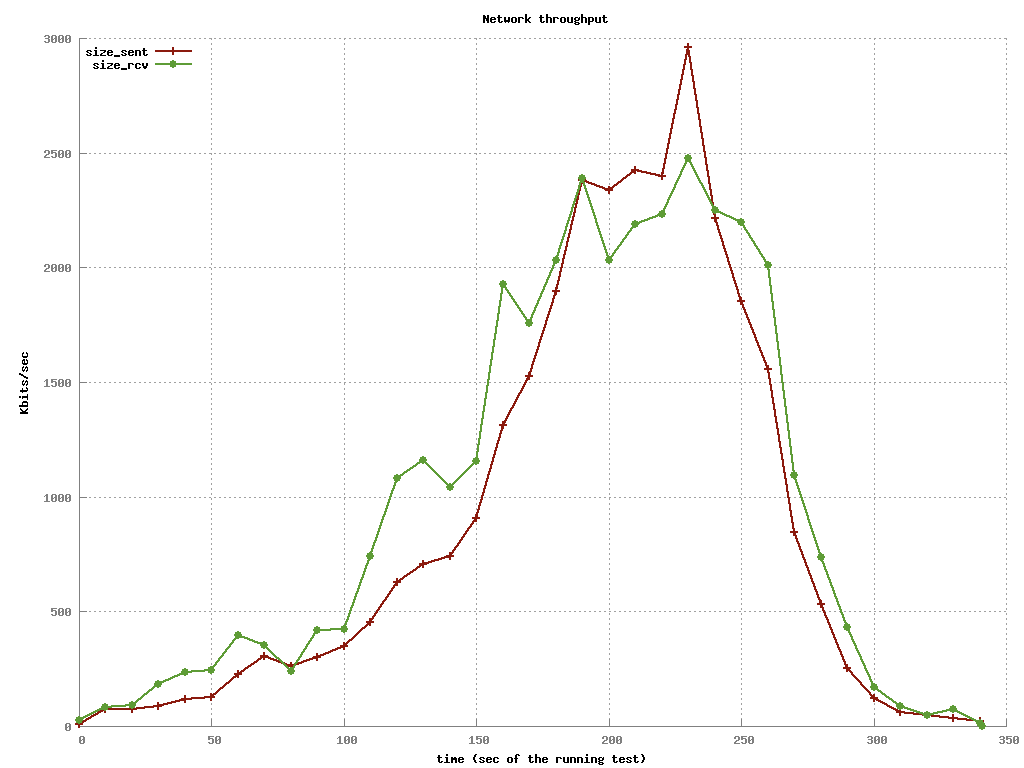 Network throughput
3000
size_sent
size_rcv
2500
2000
1500
Kbits/sec
1000
500
0
0 50 100 150 200 250 300 350
time (sec of the running test)